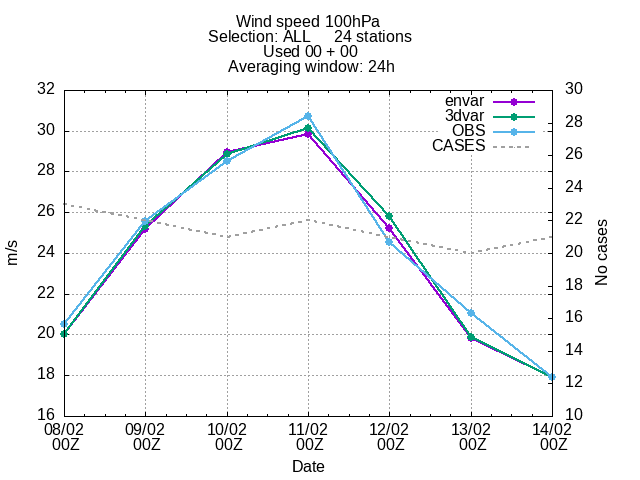 Wind speed 100hPa
Selection: ALL     24 stations
Used 00 + 00
Averaging window: 24h
32
30
28
26
24
22
20
18
16
m/s
envar
3dvar
OBS
CASES
30
28
26
24
22
20
18
16
14
12
10
No cases
08/02 09/02 10/02 11/02 12/02 13/02 14/02
00Z 00Z 00Z 00Z 00Z 00Z 00Z
Date